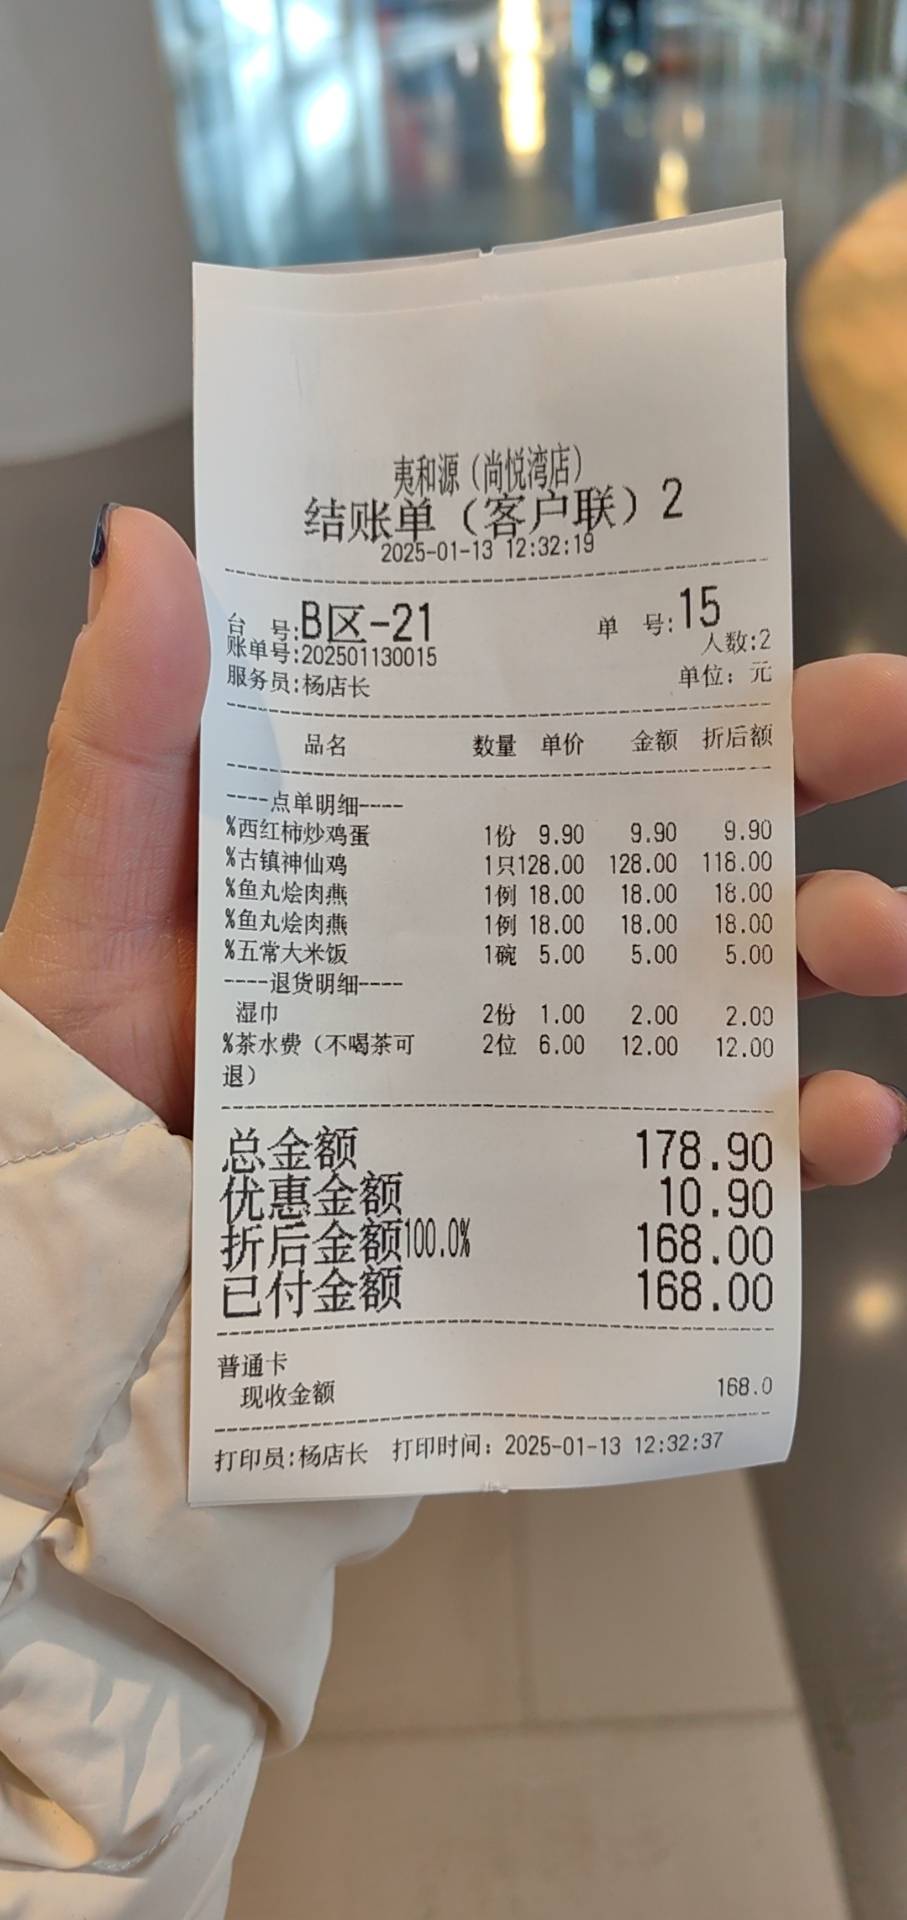 夷和源（尚悦湾店）
结账单（客户联）2
2025-01-13 12:32:19
台 号:B区-21 单 号:15
账单号:202501130015 人数:2
服务员:杨店长 单位：元
品名 数量 单价 金额 折后额
----点单明细----
%西红柿炒鸡蛋 1份 9.90 9.90 9.90
%古镇神仙鸡 1只128.00 128.00 118.00
%鱼丸烩肉燕 1例 18.00 18.00 18.00
%鱼丸烩肉燕 1例 18.00 18.00 18.00
%五常大米饭 1碗 5.00 5.00 5.00
----退货明细----
湿巾 2份 1.00 2.00 2.00
%茶水费（不喝茶可 2位 6.00 12.00 12.00
退）
总金额 178.90
优惠金额 10.90
折后金额100.0% 168.00
已付金额 168.00
普通卡
现收金额 168.0
打印员:杨店长 打印时间：2025-01-13 12:32:37